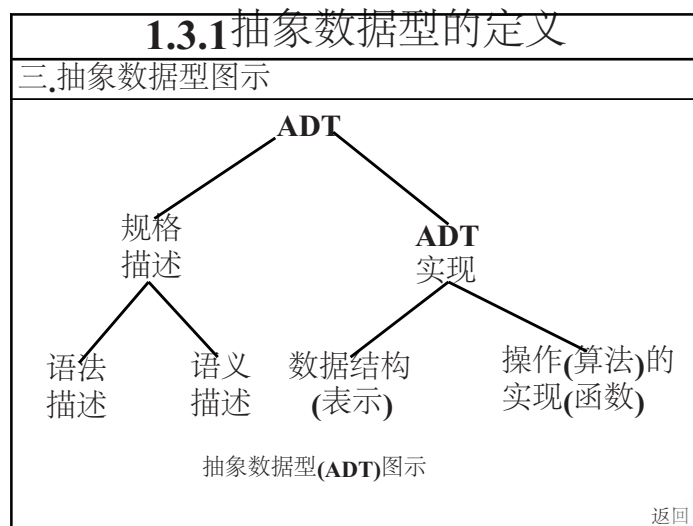 1.3.1抽象数据型的定义
三.抽象数据型图示
ADT
规格
描述
ADT
实现
语法
描述
语义
描述
数据结构
(表示)
操作(算法)的
实现(函数)
抽象数据型(ADT)图示
返回